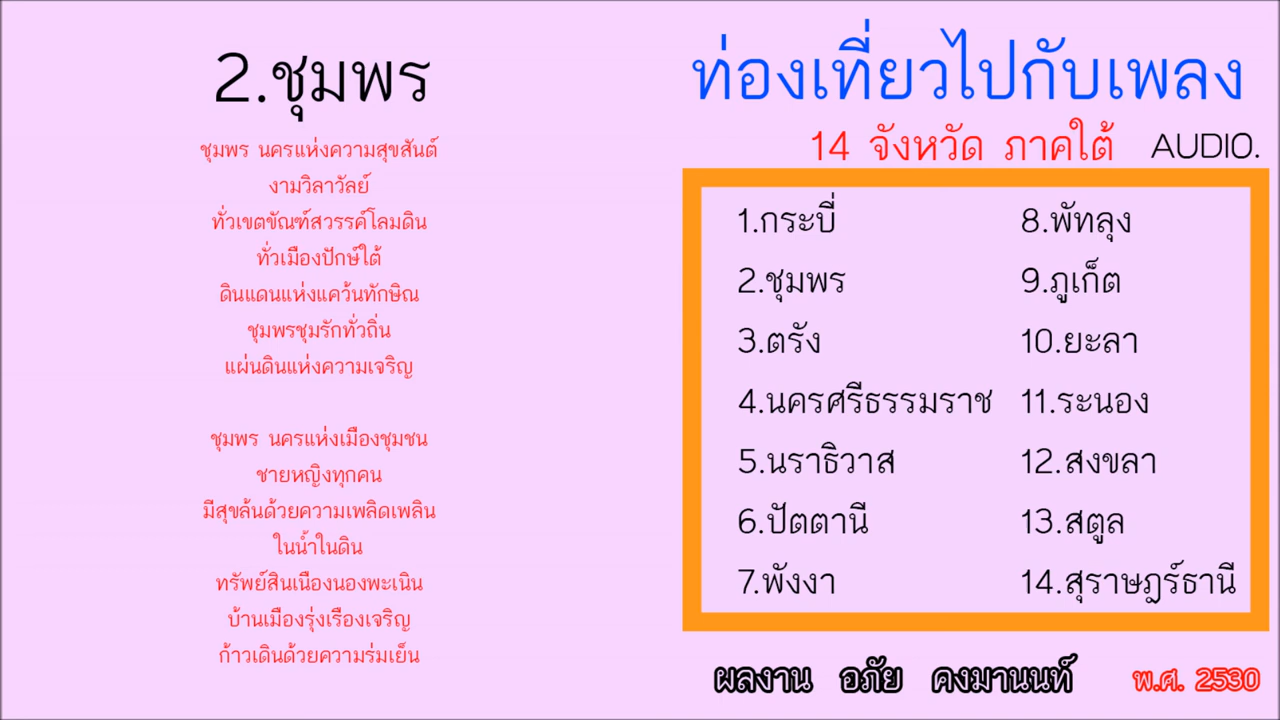 2.ชุมพร
ชุมพร นครแห่งความสุขสันต์
งามวิลาวัลย์
ทั่วเขตขัณฑ์สวรรค์โลมดิน
ทั่วเมืองปักษ์ใต้
ดินแดนแห่งแคว้นทักษิณ
ชุมพรชุมรักทั่วถิ่น
แผ่นดินแห่งความเจริญ
ชุมพร นครแห่งเมืองชุมชน
ชายหญิงทุกคน
มีสุขล้นด้วยความเพลิดเพลิน
ในน้ำในดิน
ทรัพย์สินเนืองนองพะเนิน
บ้านเมืองรุ่งเรืองเจริญ
ก้าวเดินด้วยความร่มเย็น
ท่องเที่ยวไปกับเพลง
14 จังหวัด ภาคใต้ AUDIO.
1.กระบี่
2.ชุมพร
3.ตรัง
4.นครศรีธรรมราช
5.นราธิวาส
6.ปัตตานี
7.พังงา
8.พัทลุง
9.ภูเก็ต
10.ยะลา
11.ระนอง
12.สงขลา
13.สตูล
14.สุราษฎร์ธานี
ผลงาน อภัย คงมานนท์ พ.ศ. 2530